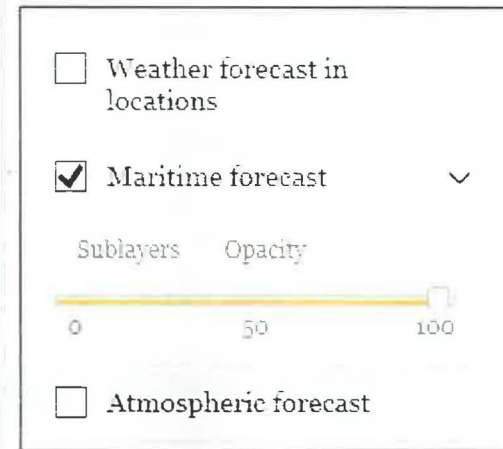 Weather forecast in
locations
Maritime forecast
Sublayers Opacity
0 50 100
Atmospheric forecast